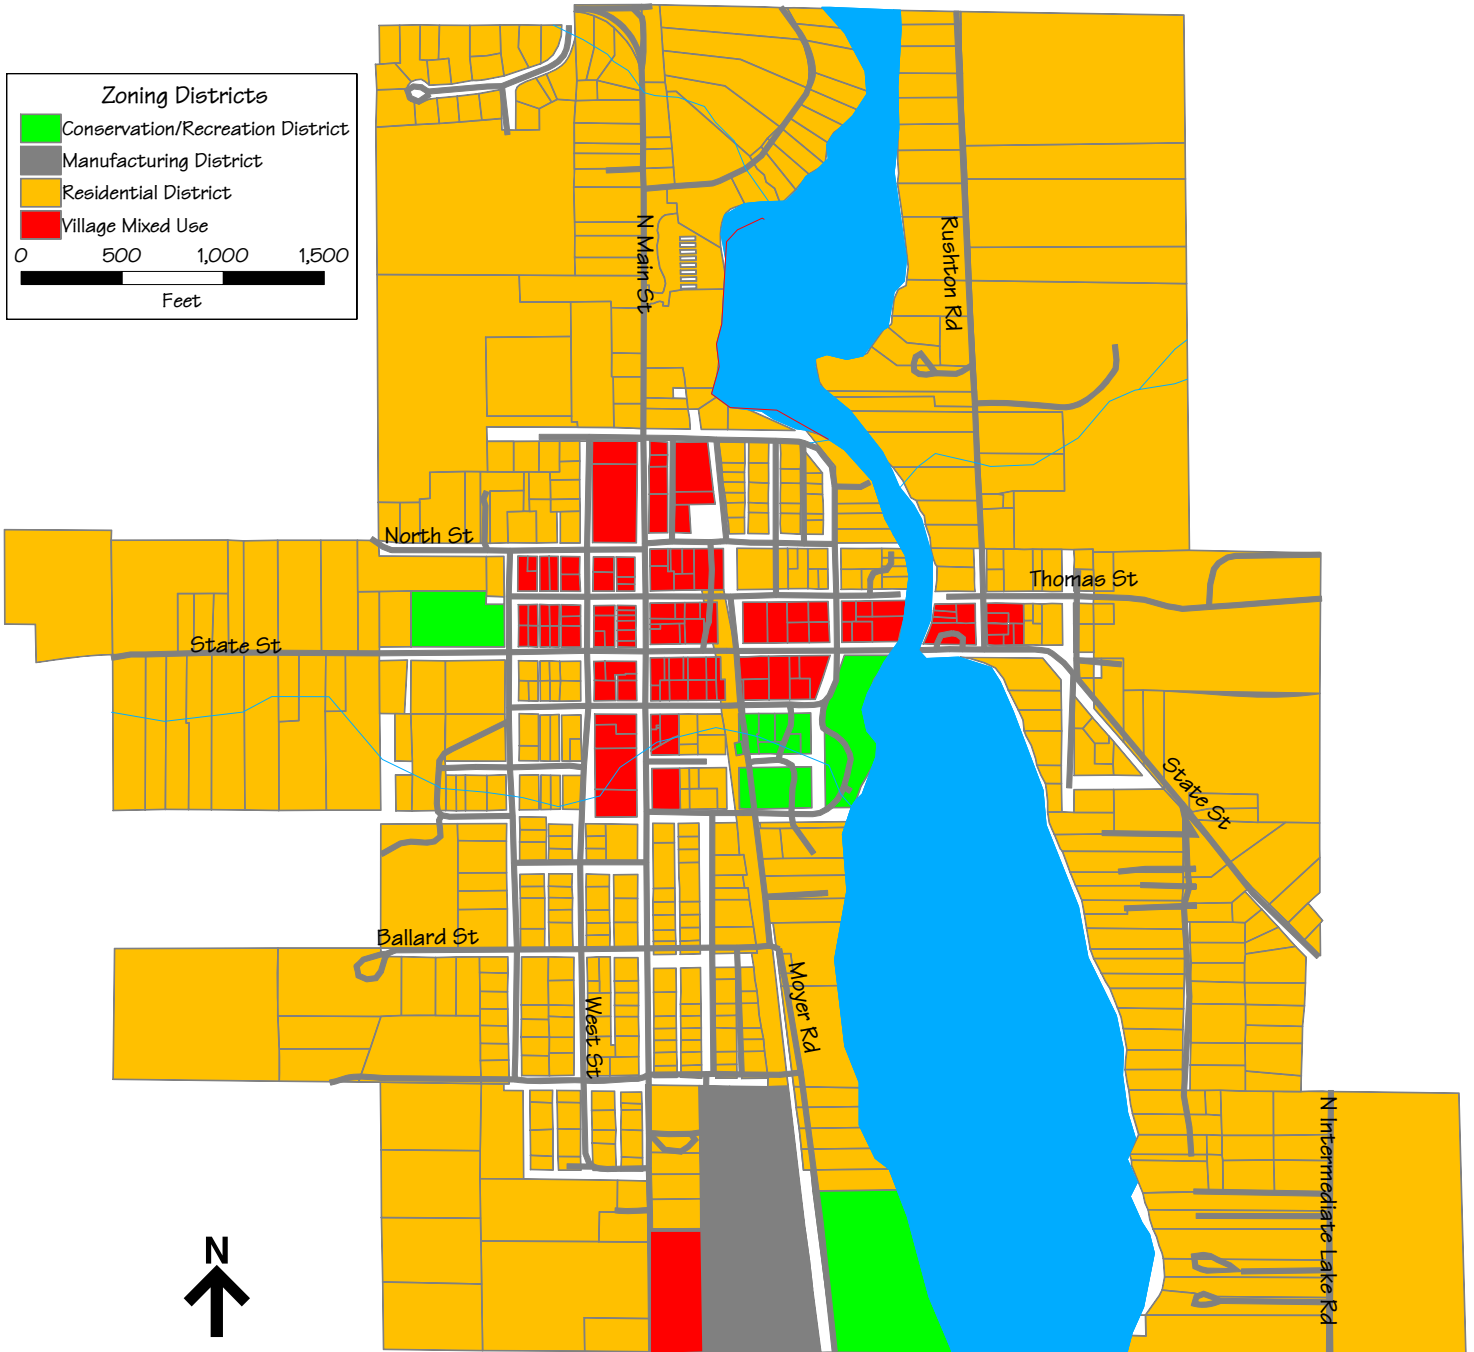 Zoning Districts
Conservation/Recreation District
Manufacturing District
Residential District
Village Mixed Use
0 500 1,000 1,500
Feet
N Main St
Rushton Rd
North St
Thomas St
State St
State St
Ballard St
Moyer Rd
West St
N Intermediate Lake Rd
N